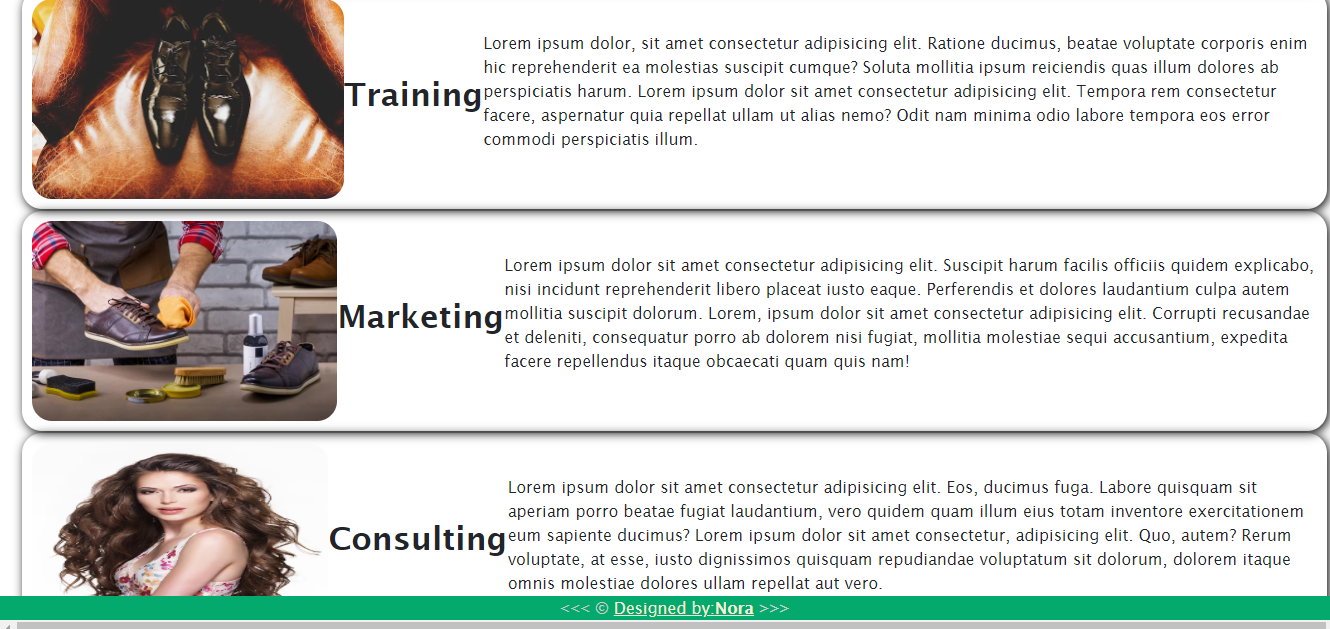 Training
Lorem ipsum dolor, sit amet consectetur adipisicing elit. Ratione ducimus, beatae voluptate corporis enim
hic reprehenderit ea molestias suscipit cumque? Soluta mollitia ipsum reiciendis quas illum dolores ab
perspiciatis harum. Lorem ipsum dolor sit amet consectetur adipisicing elit. Tempora rem consectetur
facere, aspernatur quia repellat ullam ut alias nemo? Odit nam minima odio labore tempora eos error
commodi perspiciatis illum.
Marketing
Lorem ipsum dolor sit amet consectetur adipisicing elit. Suscipit harum facilis officiis quidem explicabo,
nisi incidunt reprehenderit libero placeat iusto eaque. Perferendis et dolores laudantium culpa autem
mollitia suscipit dolorum. Lorem, ipsum dolor sit amet consectetur adipisicing elit. Corrupti recusandae
et deleniti, consequatur porro ab dolorem nisi fugiat, mollitia molestiae sequi accusantium, expedita
facere repellendus itaque obcaecati quam quis nam!
Consulting
Lorem ipsum dolor sit amet consectetur adipisicing elit. Eos, ducimus fuga. Labore quisquam sit
aperiam porro beatae fugiat laudantium, vero quidem quam illum eius totam inventore exercitationem
eum sapiente ducimus? Lorem ipsum dolor sit amet consectetur, adipisicing elit. Quo, autem? Rerum
voluptate, at esse, iusto dignissimos quisquam repudiandae voluptatum sit dolorum, dolorem itaque
omnis molestiae dolores ullam repellat aut vero.
<<< © Designed by:Nora >>>